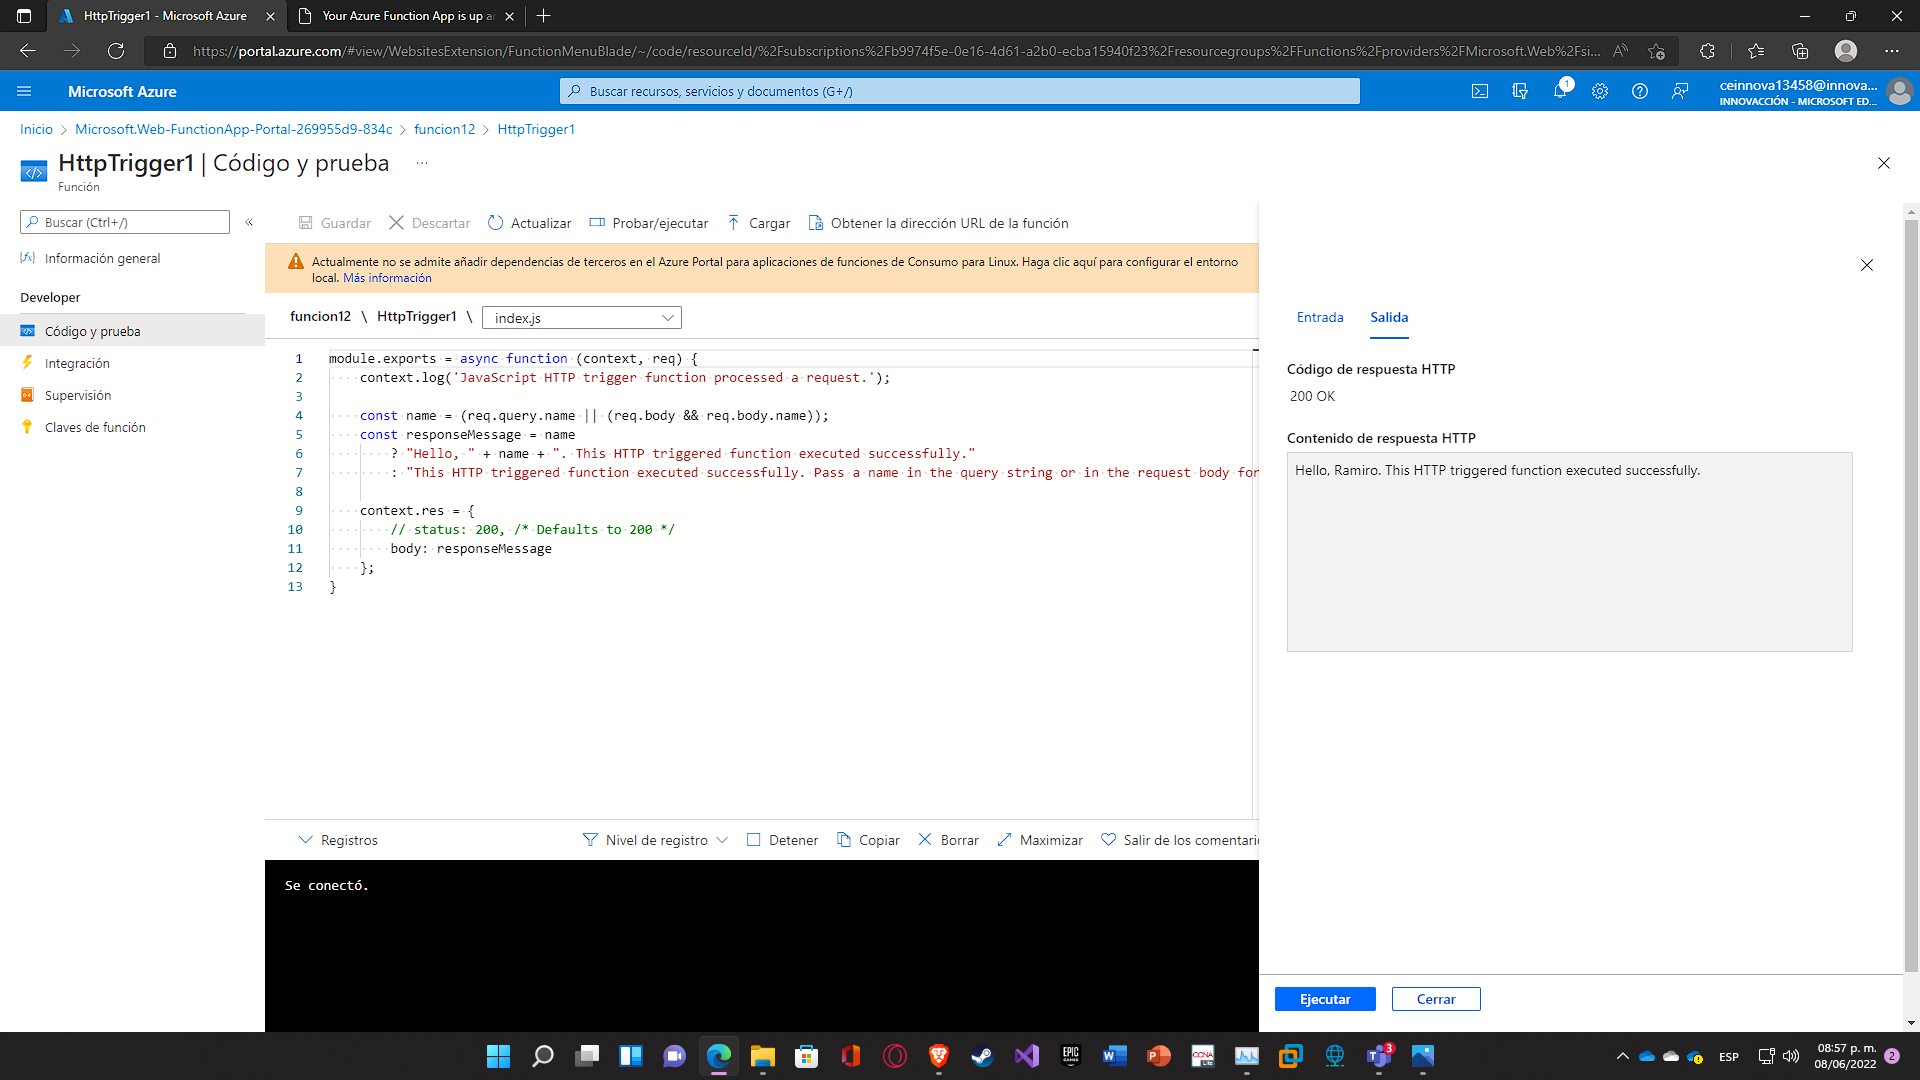 HttpTrigger1 - Microsoft Azure
Your Azure Function App is up ar
https://portal.azure.com/#view/WebsitesExtension/FunctionMenuBlade/~/code/resourceId/%2Fsubscriptions%2Fb9974f5e-0e16-4d61-a2b0-ecba15940f23%2Fresourcegroups%2FFunctions%2Fproviders%2FMicrosoft.Web%2Fsi...
Microsoft Azure
Buscar recursos, servicios y documentos (G+/)
1
ceinnova13458@innova...
INNOVACCIÓN - MICROSOFT ED...
Inicio > Microsoft.Web-FunctionApp-Portal-269955d9-834c > funcion12 > HttpTrigger1
HttpTrigger1 | Código y prueba ...
Función
Buscar (Ctrl+/)
«
Información general
Developer
Código y prueba
Integración
Supervisión
Claves de función
Guardar Descartar Actualizar Probar/ejecutar Cargar Obtener la dirección URL de la función
Actualmente no se admite añadir dependencias de terceros en el Azure Portal para aplicaciones de funciones de Consumo para Linux. Haga clic aquí para configurar el entorno
local. Más información
funcion12 \ HttpTrigger1 \ index.js
1 module.exports = async function (context, req) {
2 context.log('JavaScript HTTP trigger function processed a request.');
3
4 const name = (req.query.name || (req.body && req.body.name));
5 const responseMessage = name
6 ? "Hello, " + name + ". This HTTP triggered function executed successfully."
7 : "This HTTP triggered function executed successfully. Pass a name in the query string or in the request body for
8
9 context.res = {
10 // status: 200, /* Defaults to 200 */
11 body: responseMessage
12 };
13 }
Registros
Nivel de registro Detener Copiar Borrar Maximizar Salir de los comentario
Se conectó.
Entrada Salida
Código de respuesta HTTP
200 OK
Contenido de respuesta HTTP
Hello, Ramiro. This HTTP triggered function executed successfully.
Ejecutar Cerrar
EPIC GAMES
CCNA
3
ESP
08:57 p. m.
08/06/2022
2